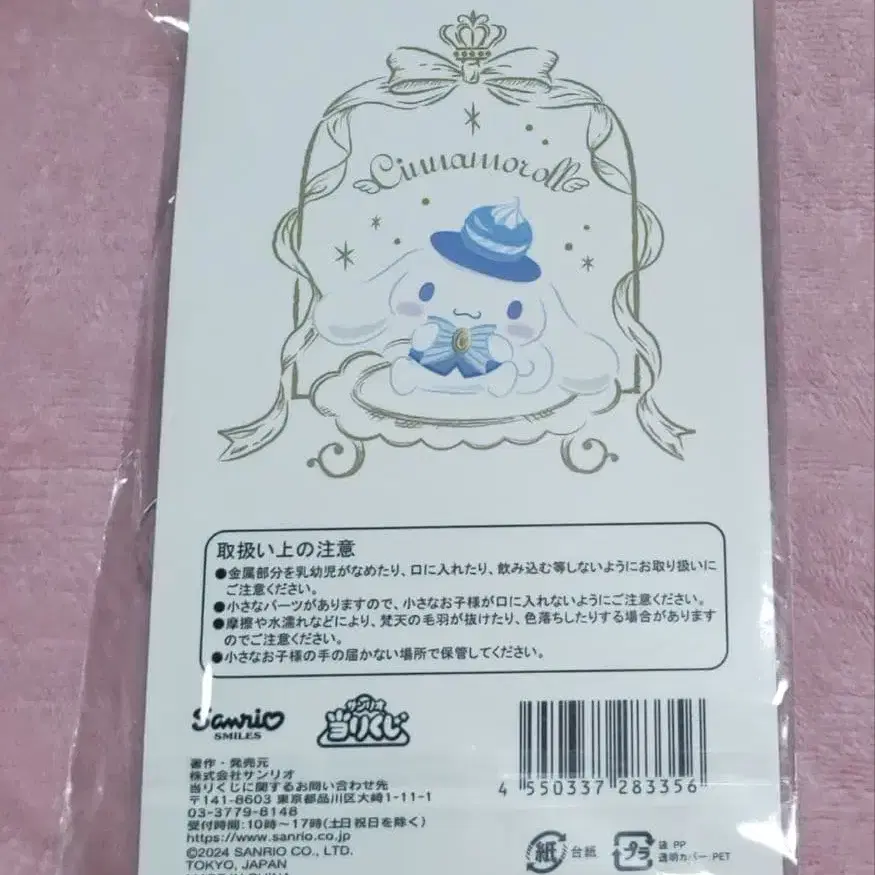 Cinnamoroll
取扱い上の注意
●金属部分を乳幼児がなめたり、口に入れたり、飲み込む等しないようにお取り扱いに
ご注意ください。
●小さなパーツがありますので、小さなお子様が口に入れないようにご注意ください。
●摩擦や水濡れなどにより、梵天の毛羽が抜けたり、色落ちしたりする場合があります
のでご注意ください。
●小さなお子様の手の届かない場所で保管してください。
Sanrio
SMILES
サンリオ
当りくじ
著作・発売元
株式会社サンリオ
当りくじに関するお問い合わせ先
〒141-8603 東京都品川区大崎1-11-1
03-3779-8148
受付時間:10時~17時(土日祝日を除く)
https://www.sanrio.co.jp
©2024 SANRIO CO., LTD.
TOKYO, JAPAN
4 550337 283356
紙 台紙
プラ 袋 PP
透明カバー:PET